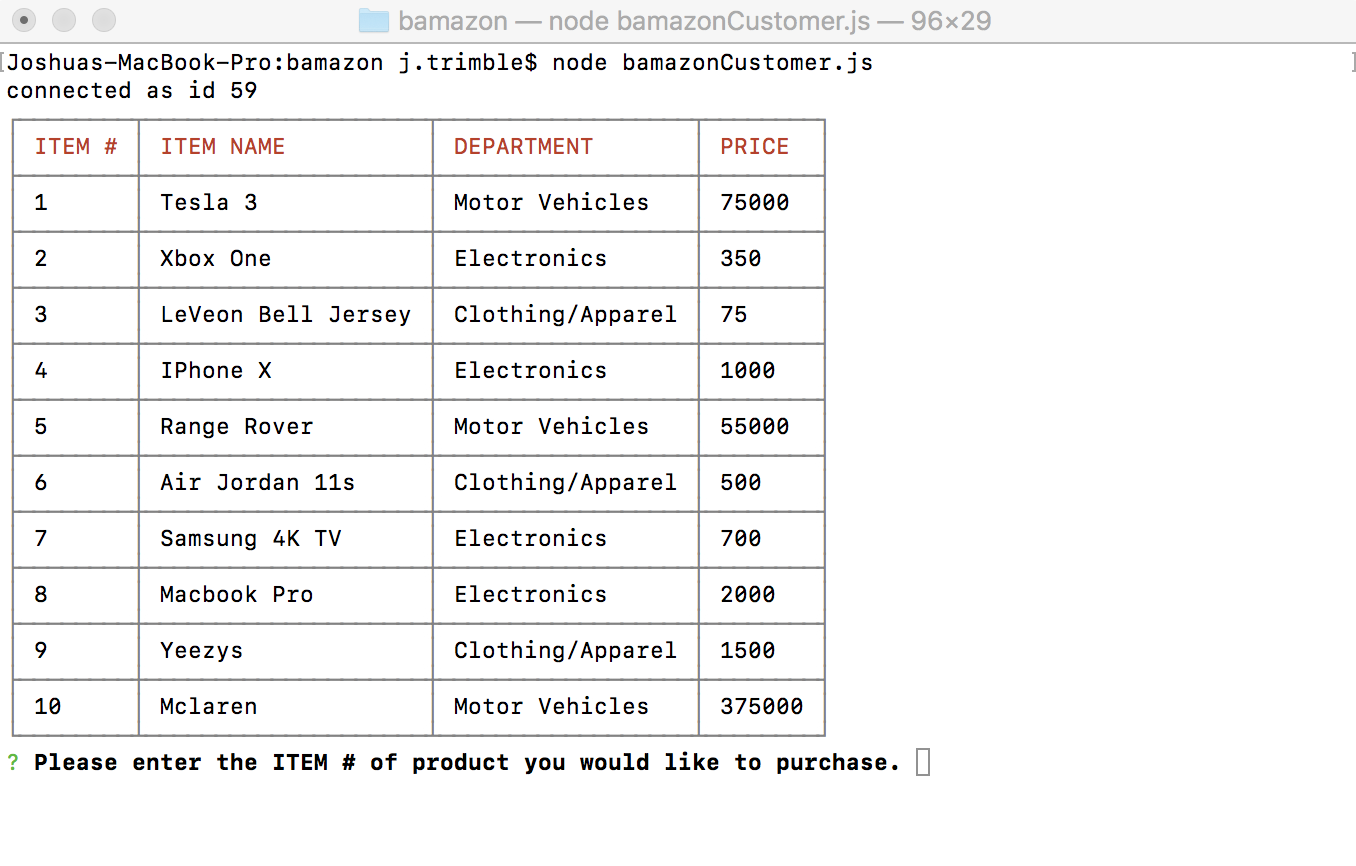 bamazon — node bamazonCustomer.js — 96×29
[Joshuas-MacBook-Pro:bamazon j.trimble$ node bamazonCustomer.js ]
connected as id 59
ITEM # ITEM NAME DEPARTMENT PRICE
1 Tesla 3 Motor Vehicles 75000
2 Xbox One Electronics 350
3 LeVeon Bell Jersey Clothing/Apparel 75
4 IPhone X Electronics 1000
5 Range Rover Motor Vehicles 55000
6 Air Jordan 11s Clothing/Apparel 500
7 Samsung 4K TV Electronics 700
8 Macbook Pro Electronics 2000
9 Yeezys Clothing/Apparel 1500
10 Mclaren Motor Vehicles 375000
? Please enter the ITEM # of product you would like to purchase.